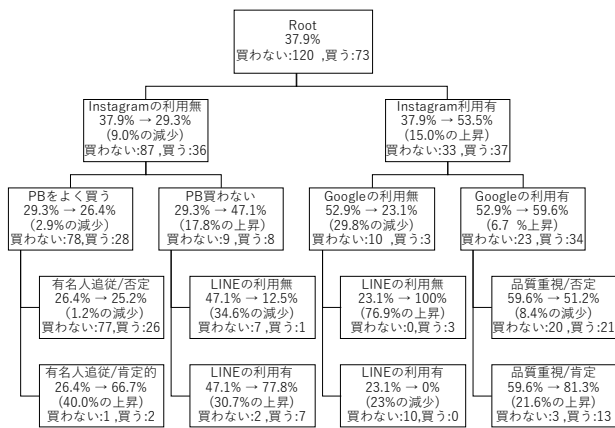 Root
37.9%
買わない:120 ,買う:73
Instagramの利用無
37.9% → 29.3%
(9.0%の減少)
買わない:87,買う:36
Instagram利用有
37.9% → 53.5%
(15.0%の上昇)
買わない:33 ,買う:37
PBをよく買う
29.3% → 26.4%
(2.9%の減少)
買わない:78,買う:28
PB買わない
29.3% → 47.1%
(17.8%の上昇)
買わない:9 ,買う:8
Googleの利用無
52.9% → 23.1%
(29.8%の減少)
買わない:10 ,買う:3
Googleの利用有
52.9% → 59.6%
(6.7 %上昇)
買わない:23 ,買う:34
有名人追従/否定
26.4% → 25.2%
(1.2%の減少)
買わない:77,買う:26
LINEの利用無
47.1% → 12.5%
(34.6%の減少)
買わない:7 ,買う:1
LINEの利用無
23.1% → 100%
(76.9%の上昇)
買わない:0,買う:3
品質重視/否定
59.6% → 51.2%
(8.4%の減少)
買わない:20 ,買う:21
有名人追従/肯定的
26.4% → 66.7%
(40.0%の上昇)
買わない:1 ,買う:2
LINEの利用有
47.1% → 77.8%
(30.7%の上昇)
買わない:2 ,買う:7
LINEの利用有
23.1% → 0%
(23%の減少)
買わない:10,買う:0
品質重視/肯定
59.6% → 81.3%
(21.6%の上昇)
買わない:3 ,買う:13